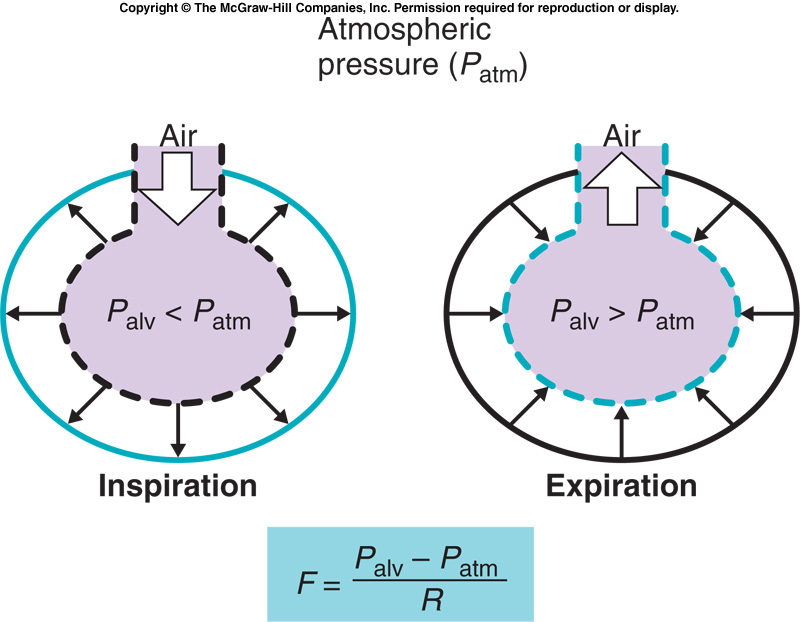 Copyright © The McGraw-Hill Companies, Inc. Permission required for reproduction or display.
Atmospheric
pressure (Patm)
Air
Air
Palv < Patm
Palv > Patm
Inspiration
Expiration
F = Palv – Patm
R